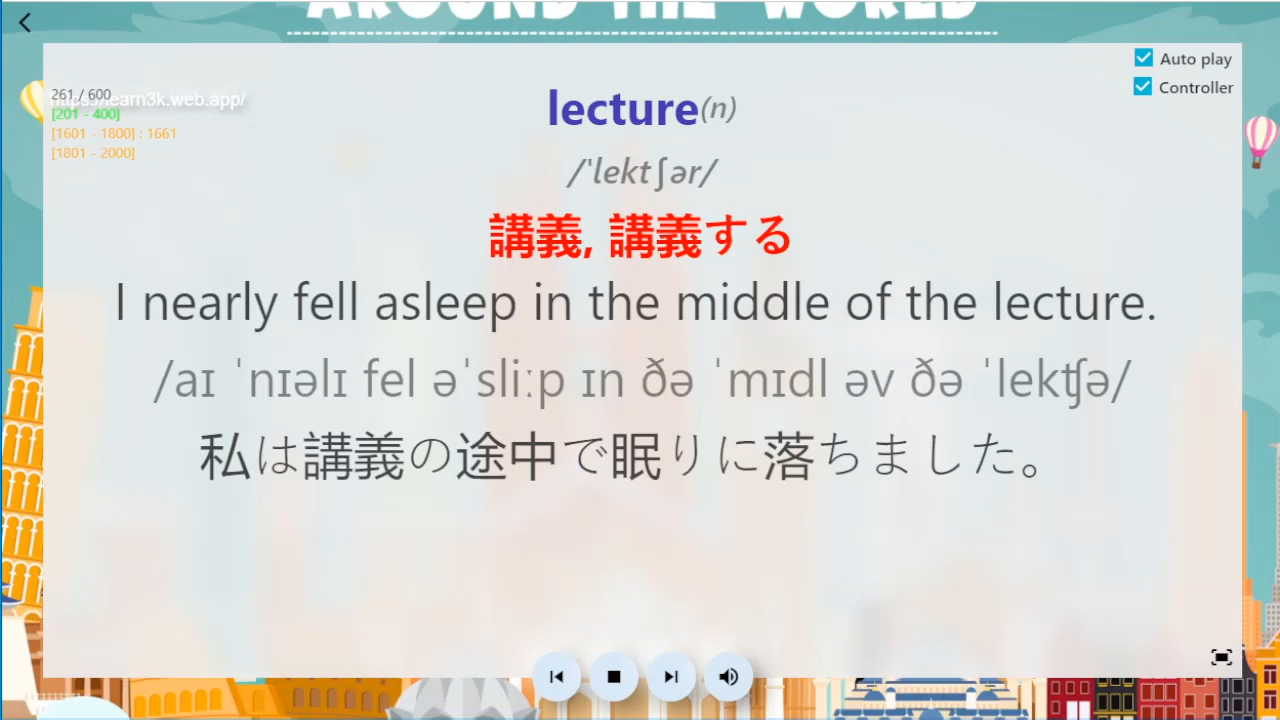 AROUND THE WORLD
Auto play
Controller
261 / 600
https://learn3k.web.app/
[201 - 400]
[1601 - 1800] : 1661
[1801 - 2000]
lecture(n)
/ˈlektʃər/
講義, 講義する
I nearly fell asleep in the middle of the lecture.
/aɪ ˈnɪəlɪ fel əˈsliːp ɪn ðə ˈmɪdl əv ðə ˈlekʧə/
私は講義の途中で眠りに落ちました。